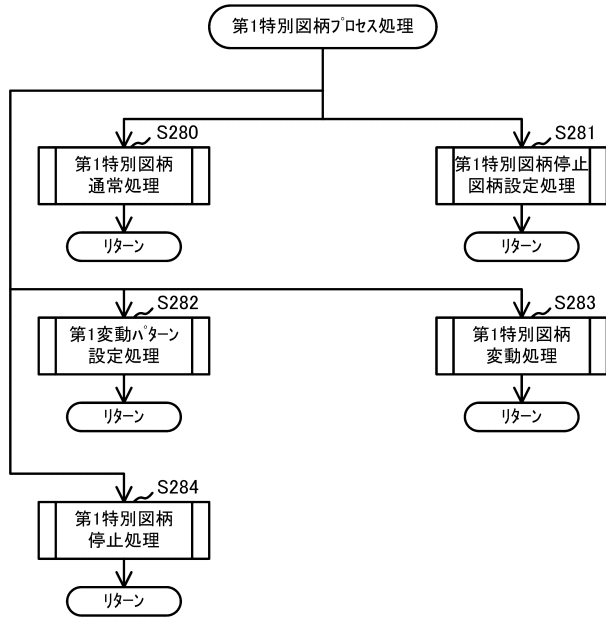 第1特別図柄プロセス処理
S280
第1特別図柄
通常処理
リターン
S281
第1特別図柄停止
図柄設定処理
リターン
S282
第1変動パターン
設定処理
リターン
S283
第1特別図柄
変動処理
リターン
S284
第1特別図柄
停止処理
リターン